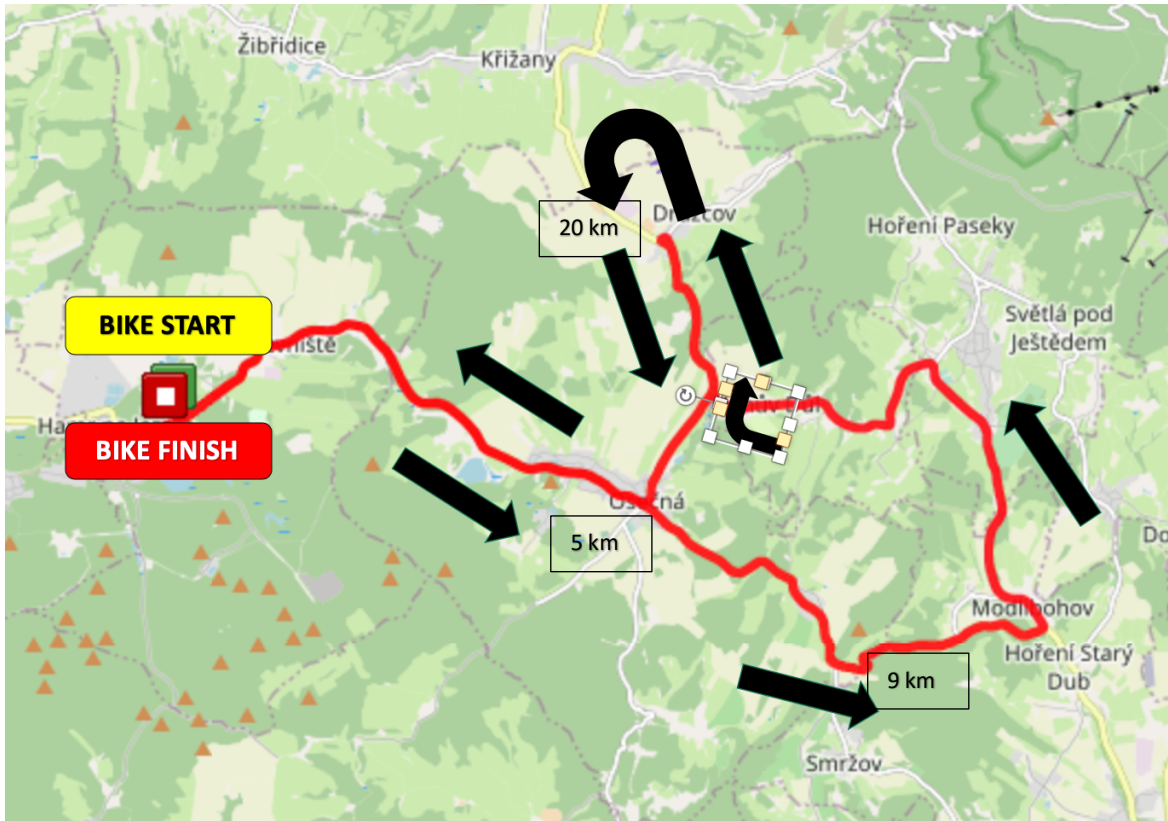 Žibřidice
Křižany
20 km
Hoření Paseky
BIKE START
Světlá pod
Ještědem
BIKE FINISH
5 km
Modlibohov
Hoření Starý
Dub
9 km
Smržov